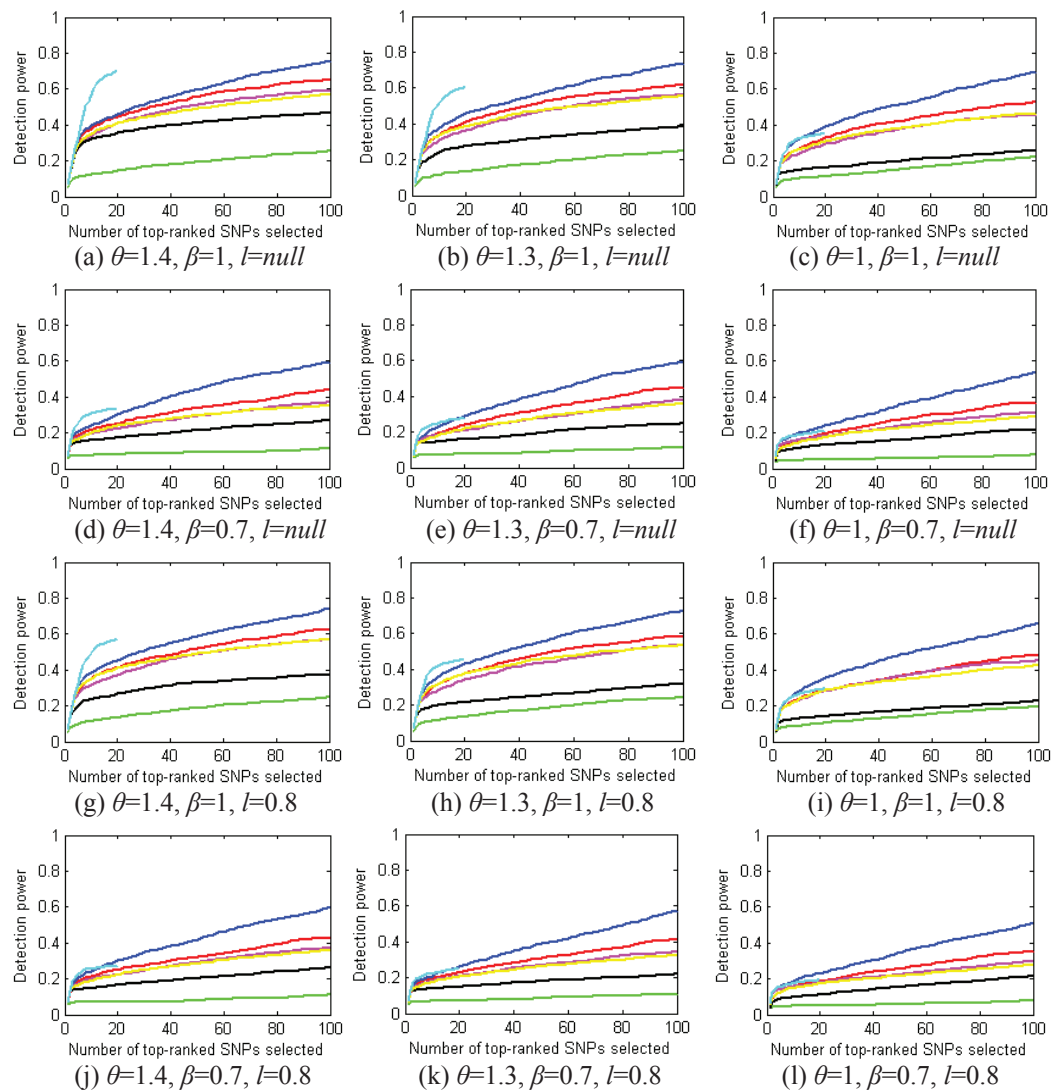 1
0.8
0.6
0.4
0.2
0
Detection power
0 20 40 60 80 100
Number of top-ranked SNPs selected
(a) θ=1.4, β=1, l=null
1
0.8
0.6
0.4
0.2
0
Detection power
0 20 40 60 80 100
Number of top-ranked SNPs selected
(b) θ=1.3, β=1, l=null
1
0.8
0.6
0.4
0.2
0
Detection power
0 20 40 60 80 100
Number of top-ranked SNPs selected
(c) θ=1, β=1, l=null
1
0.8
0.6
0.4
0.2
0
Detection power
0 20 40 60 80 100
Number of top-ranked SNPs selected
(d) θ=1.4, β=0.7, l=null
1
0.8
0.6
0.4
0.2
0
Detection power
0 20 40 60 80 100
Number of top-ranked SNPs selected
(e) θ=1.3, β=0.7, l=null
1
0.8
0.6
0.4
0.2
0
Detection power
0 20 40 60 80 100
Number of top-ranked SNPs selected
(f) θ=1, β=0.7, l=null
1
0.8
0.6
0.4
0.2
0
Detection power
0 20 40 60 80 100
Number of top-ranked SNPs selected
(g) θ=1.4, β=1, l=0.8
1
0.8
0.6
0.4
0.2
0
Detection power
0 20 40 60 80 100
Number of top-ranked SNPs selected
(h) θ=1.3, β=1, l=0.8
1
0.8
0.6
0.4
0.2
0
Detection power
0 20 40 60 80 100
Number of top-ranked SNPs selected
(i) θ=1, β=1, l=0.8
1
0.8
0.6
0.4
0.2
0
Detection power
0 20 40 60 80 100
Number of top-ranked SNPs selected
(j) θ=1.4, β=0.7, l=0.8
1
0.8
0.6
0.4
0.2
0
Detection power
0 20 40 60 80 100
Number of top-ranked SNPs selected
(k) θ=1.3, β=0.7, l=0.8
1
0.8
0.6
0.4
0.2
0
Detection power
0 20 40 60 80 100
Number of top-ranked SNPs selected
(l) θ=1, β=0.7, l=0.8